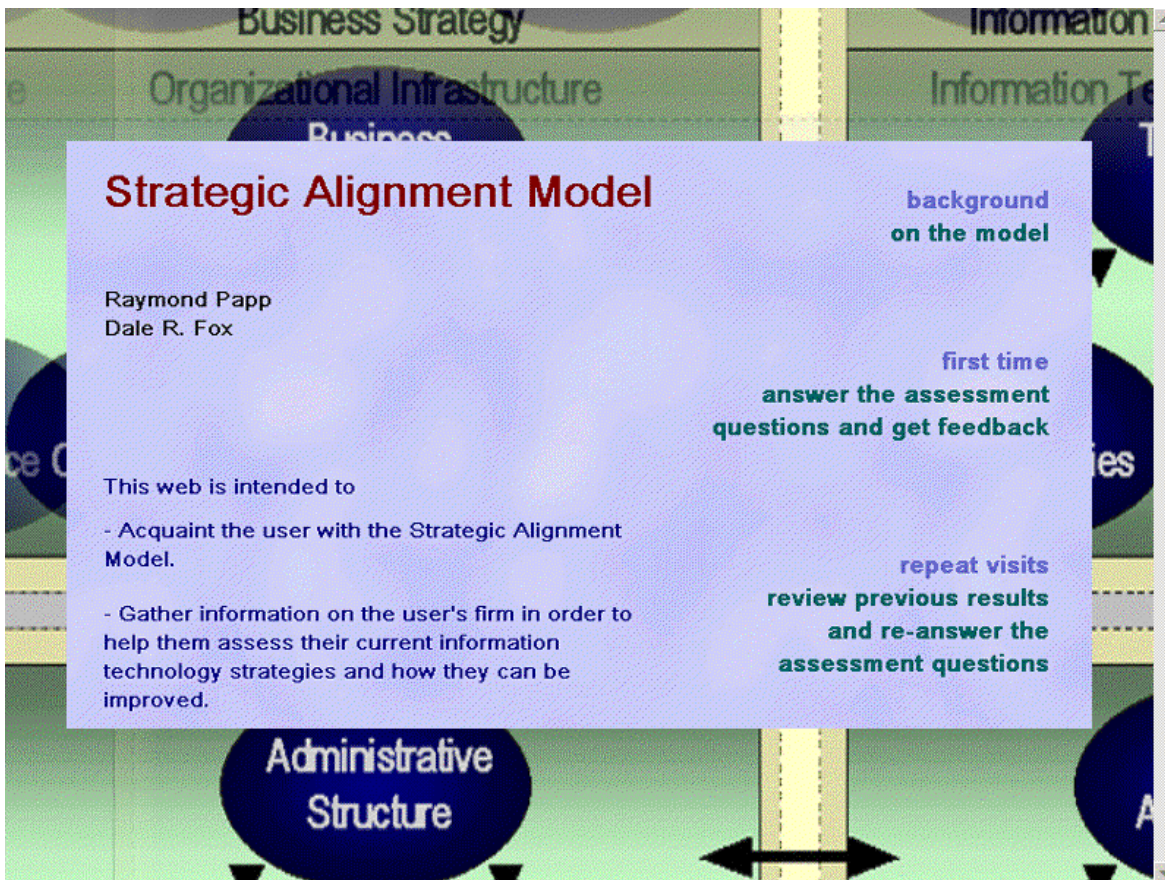 Business Strategy
Information
Organizational Infrastructure
Information
Business
Strategic Alignment Model
background
on the model
Raymond Papp
Dale R. Fox
first time
answer the assessment
questions and get feedback
This web is intended to
- Acquaint the user with the Strategic Alignment
Model.
- Gather information on the user's firm in order to
help them assess their current information
technology strategies and how they can be
improved.
repeat visits
review previous results
and re-answer the
assessment questions
Administrative
Structure